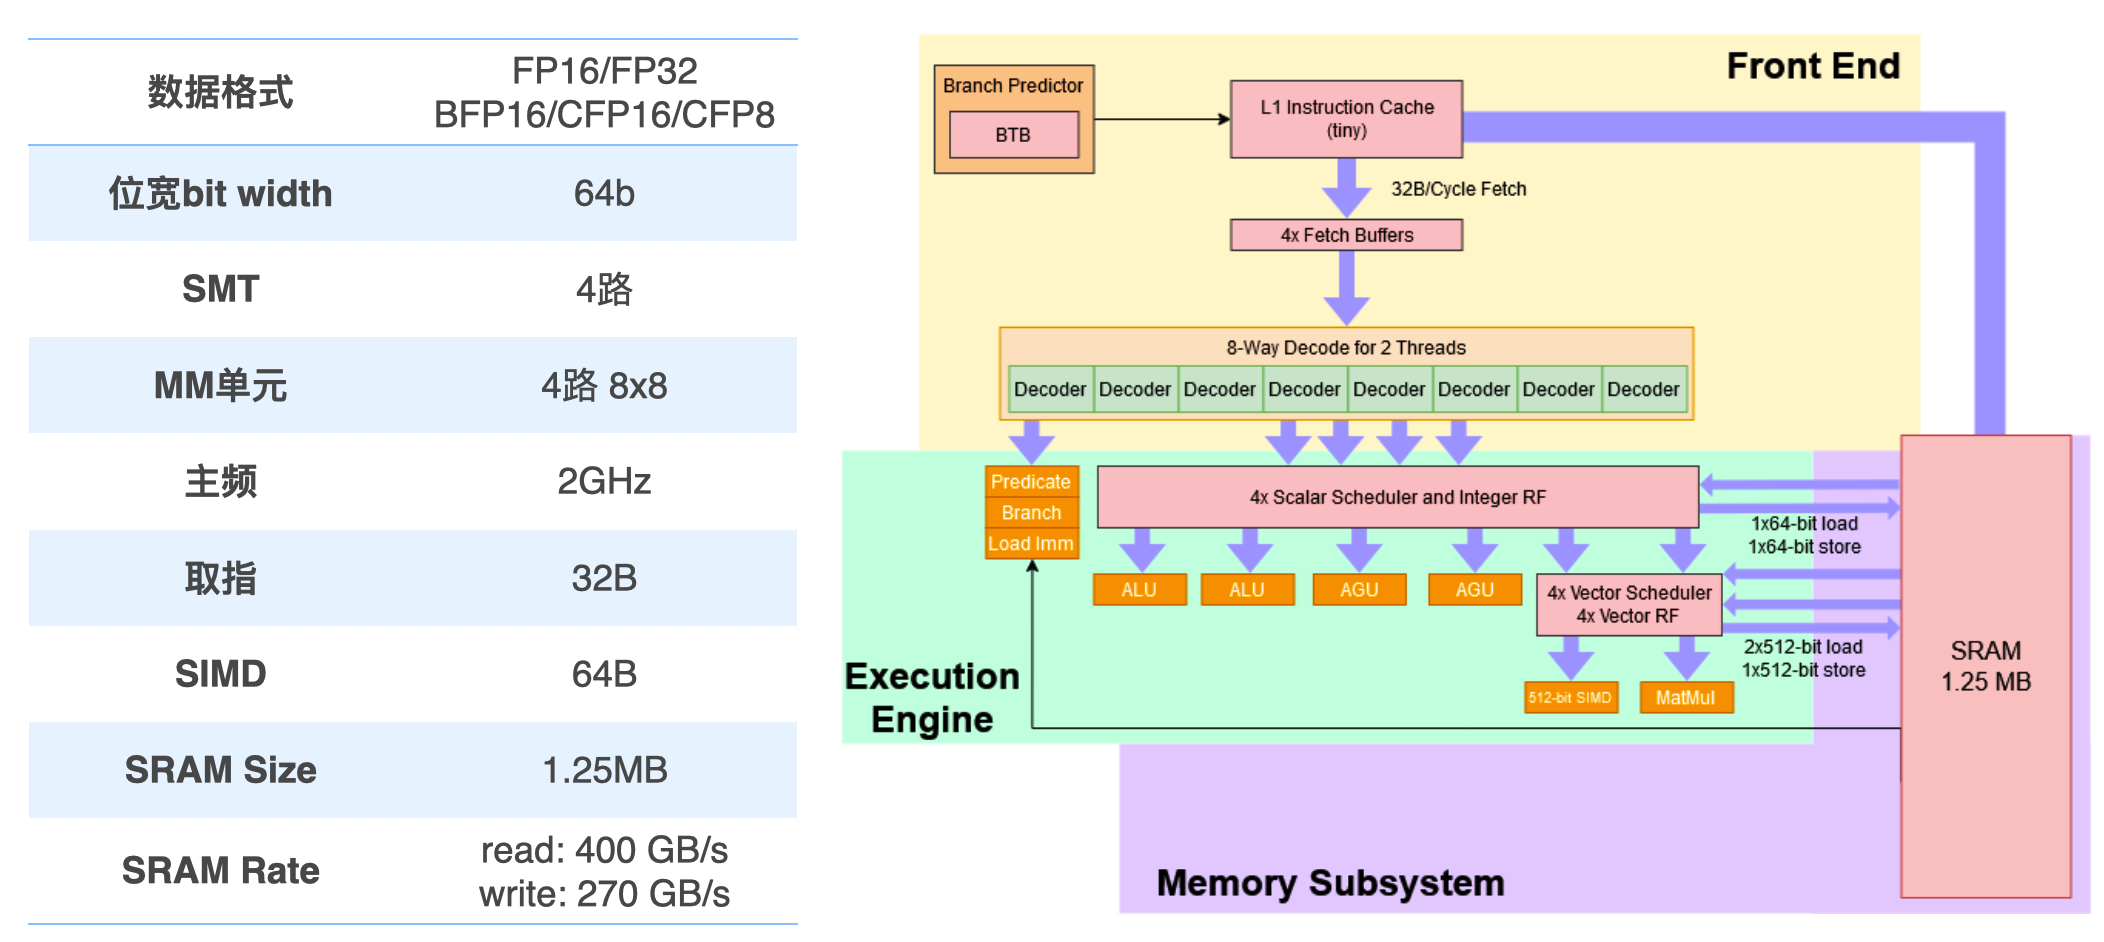 数据格式
FP16/FP32
BFP16/CFP16/CFP8
位宽bit width
64b
SMT
4路
MM单元
4路 8x8
主频
2GHz
取指
32B
SIMD
64B
SRAM Size
1.25MB
SRAM Rate
read: 400 GB/s
write: 270 GB/s
Front End
Branch Predictor
BTB
L1 Instruction Cache
(tiny)
32B/Cycle Fetch
4x Fetch Buffers
8-Way Decode for 2 Threads
Decoder Decoder Decoder Decoder Decoder Decoder Decoder Decoder
Predicate
Branch
Load Imm
4x Scalar Scheduler and Integer RF
1x64-bit load
1x64-bit store
ALU
ALU
AGU
AGU
4x Vector Scheduler
4x Vector RF
2x512-bit load
1x512-bit store
512-bit SIMD
MatMul
Execution
Engine
SRAM
1.25 MB
Memory Subsystem